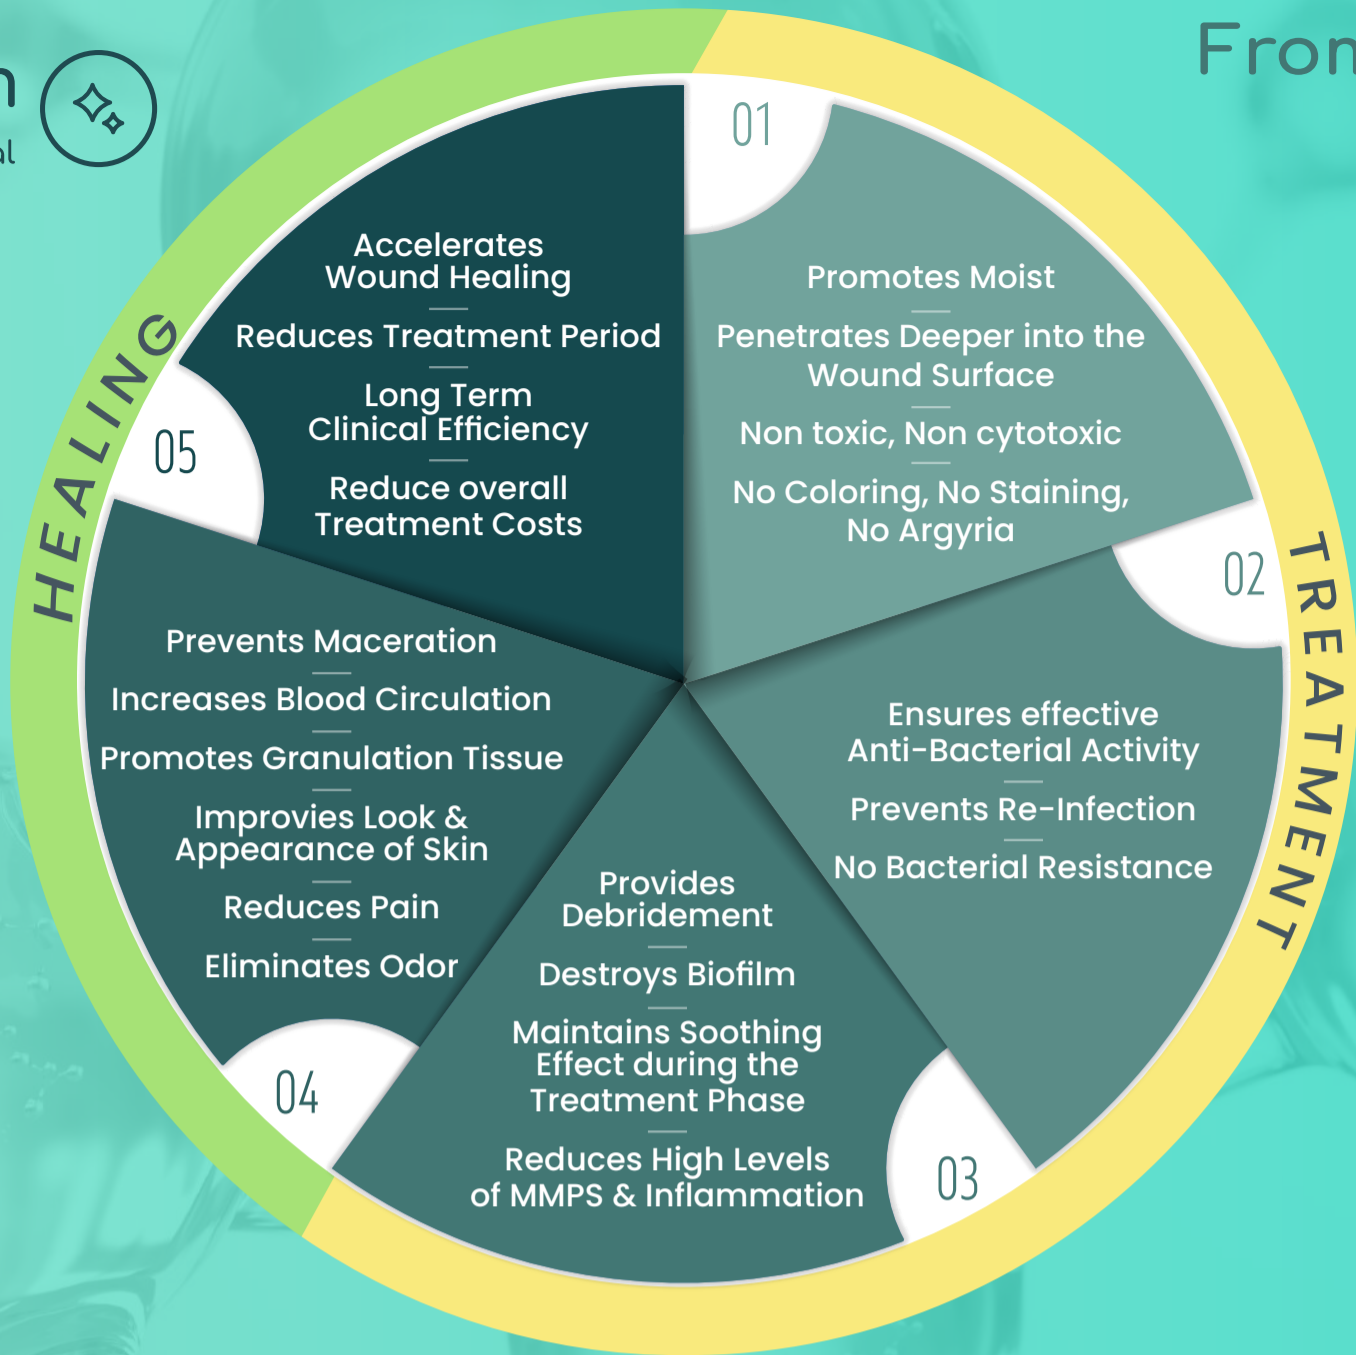 From
01
Promotes Moist
Penetrates Deeper into the
Wound Surface
Non toxic, Non cytotoxic
No Coloring, No Staining,
No Argyria
02
Ensures effective
Anti-Bacterial Activity
Prevents Re-Infection
No Bacterial Resistance
03
Provides
Debridement
Destroys Biofilm
Maintains Soothing
Effect during the
Treatment Phase
Reduces High Levels
of MMPS & Inflammation
04
Prevents Maceration
Increases Blood Circulation
Promotes Granulation Tissue
Improvies Look &
Appearance of Skin
Reduces Pain
Eliminates Odor
05
Accelerates
Wound Healing
Reduces Treatment Period
Long Term
Clinical Efficiency
Reduce overall
Treatment Costs
HEALING
TREATMENT